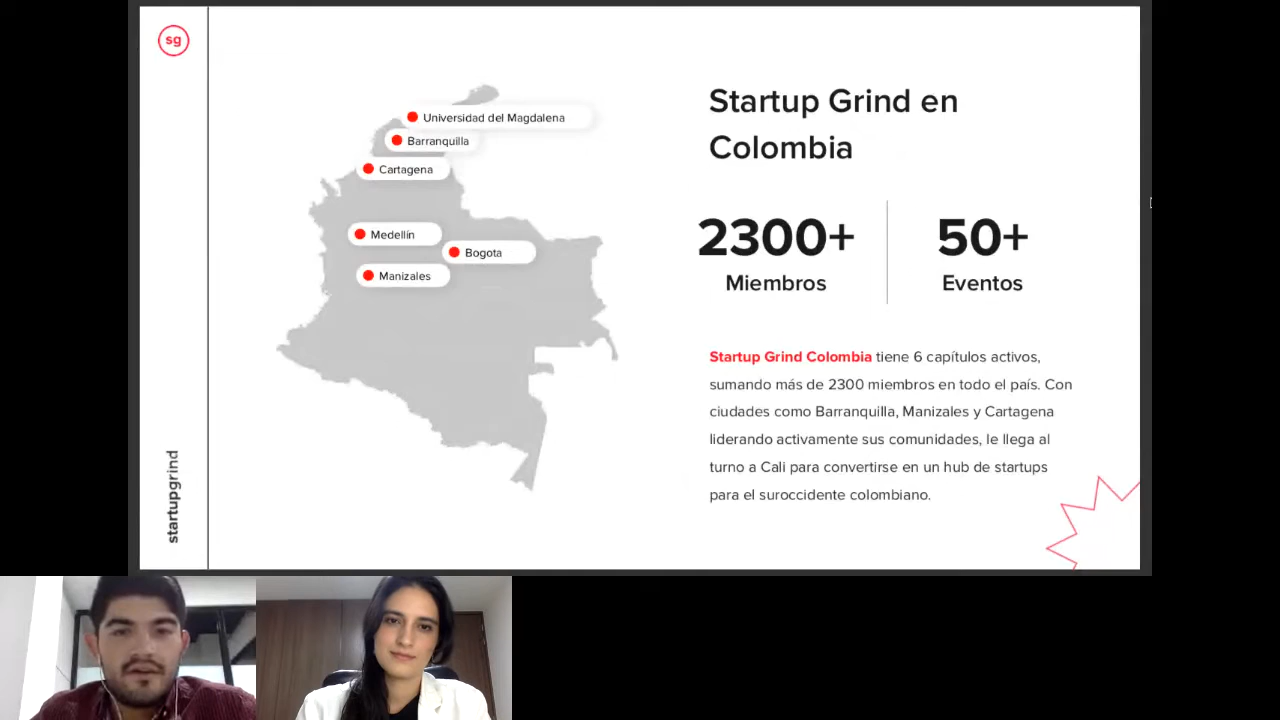 sg
Universidad del Magdalena
Barranquilla
Cartagena
Medellín
Bogota
Manizales
startupgrind
Startup Grind en
Colombia
2300+
Miembros
50+
Eventos
Startup Grind Colombia tiene 6 capítulos activos,
sumando más de 2300 miembros en todo el país. Con
ciudades como Barranquilla, Manizales y Cartagena
liderando activamente sus comunidades, le llega al
turno a Cali para convertirse en un hub de startups
para el suroccidente colombiano.